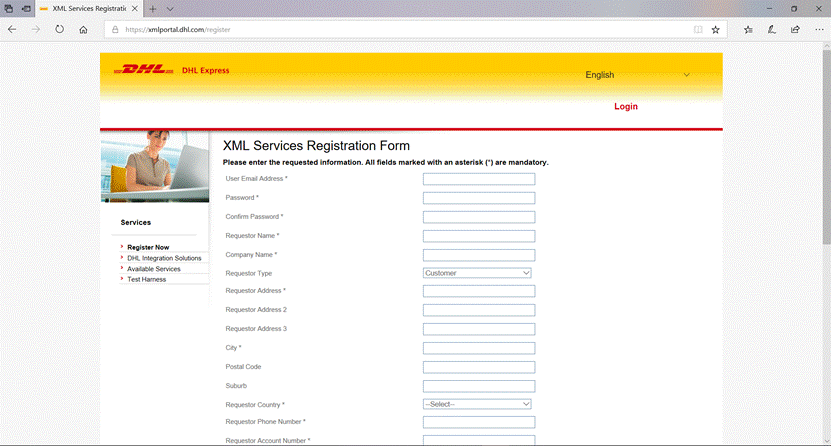 XML Services Registratio
https://xmlportal.dhl.com/register
DHL DHL Express
English
Login
XML Services Registration Form
Please enter the requested information. All fields marked with an asterisk (*) are mandatory.
User Email Address *
Password *
Confirm Password *
Requestor Name *
Company Name *
Requestor Type Customer
Requestor Address *
Requestor Address 2
Requestor Address 3
City *
Postal Code
Suburb
Requestor Country * --Select--
Requestor Phone Number *
Requestor Account Number *
Services
Register Now
DHL Integration Solutions
Available Services
Test Harness